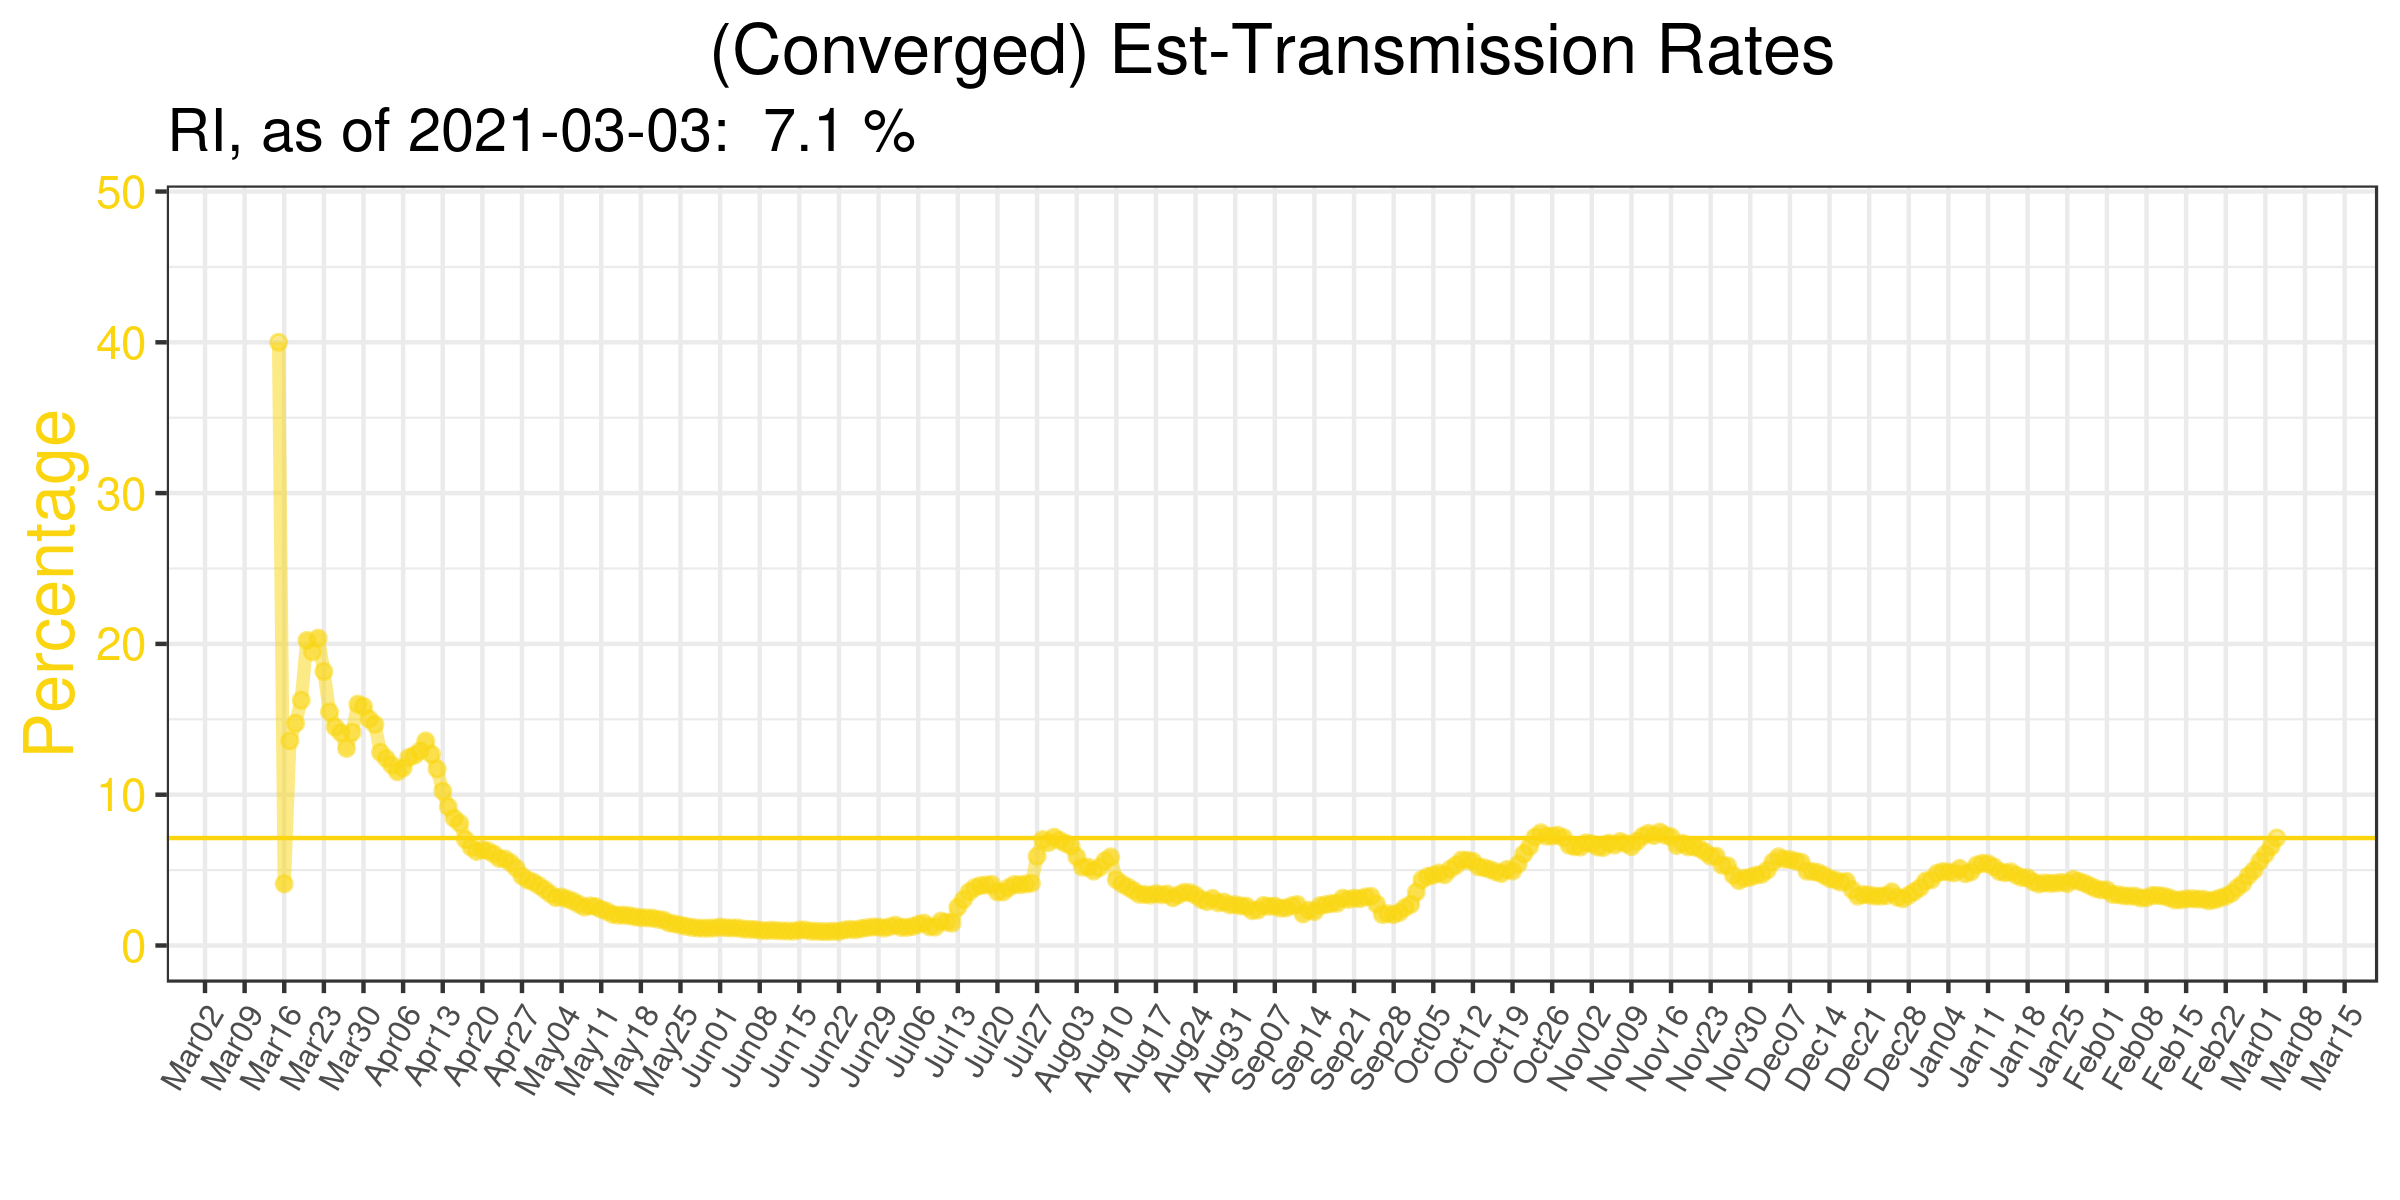 (Converged) Est-Transmission Rates
RI, as of 2021-03-03:  7.1 %
Percentage
50
40
30
20
10
0
Mar02
Mar09
Mar16
Mar23
Mar30
Apr06
Apr13
Apr20
Apr27
May04
May11
May18
May25
Jun01
Jun08
Jun15
Jun22
Jun29
Jul06
Jul13
Jul20
Jul27
Aug03
Aug10
Aug17
Aug24
Aug31
Sep07
Sep14
Sep21
Sep28
Oct05
Oct12
Oct19
Oct26
Nov02
Nov09
Nov16
Nov23
Nov30
Dec07
Dec14
Dec21
Dec28
Jan04
Jan11
Jan18
Jan25
Feb01
Feb08
Feb15
Feb22
Mar01
Mar08
Mar15